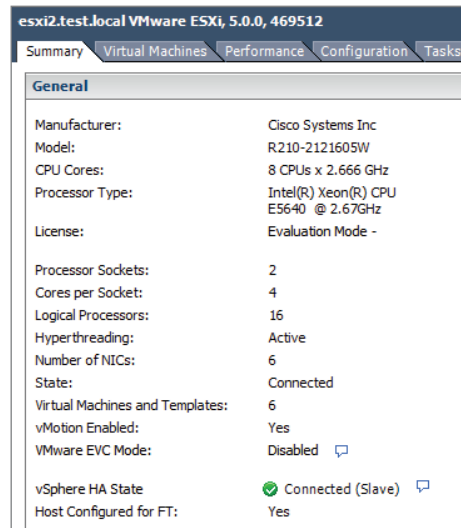 esxi2.test.local VMware ESXi, 5.0.0, 469512
Summary Virtual Machines Performance Configuration Tasks
General
Manufacturer: Cisco Systems Inc
Model: R210-2121605W
CPU Cores: 8 CPUs x 2.666 GHz
Processor Type: Intel(R) Xeon(R) CPU
E5640 @ 2.67GHz
License: Evaluation Mode -
Processor Sockets: 2
Cores per Socket: 4
Logical Processors: 16
Hyperthreading: Active
Number of NICs: 6
State: Connected
Virtual Machines and Templates: 6
vMotion Enabled: Yes
VMware EVC Mode: Disabled
vSphere HA State Connected (Slave)
Host Configured for FT: Yes